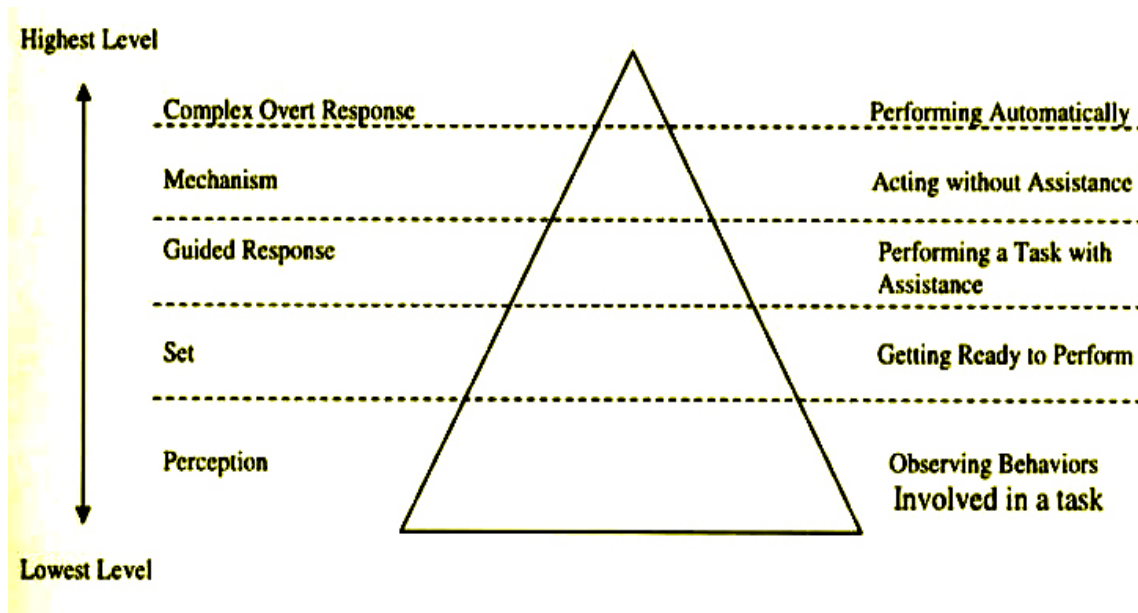 Highest Level
Complex Overt Response
Performing Automatically
Mechanism
Acting without Assistance
Guided Response
Performing a Task with
Assistance
Set
Getting Ready to Perform
Perception
Observing Behaviors
Involved in a task
Lowest Level